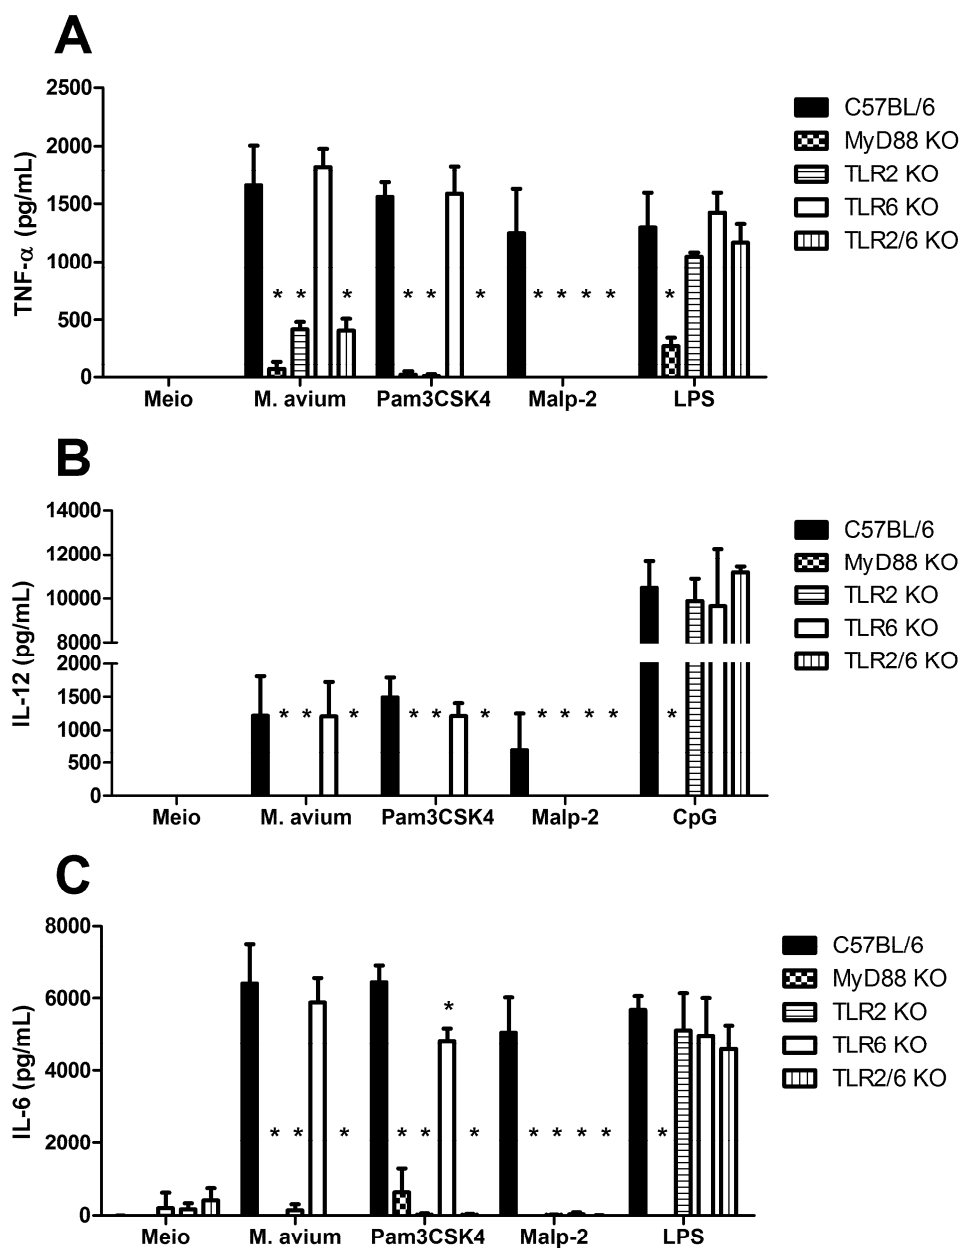 A
2500
2000
1500
1000
500
0
TNF-α (pg/mL)
* * * * * * * * * * *
Meio M. avium Pam3CSK4 Malp-2 LPS
C57BL/6
MyD88 KO
TLR2 KO
TLR6 KO
TLR2/6 KO
B
14000
12000
10000
8000
2000
1500
1000
500
0
IL-12 (pg/mL)
* * * * * * * * * * *
Meio M. avium Pam3CSK4 Malp-2 CpG
C57BL/6
MyD88 KO
TLR2 KO
TLR6 KO
TLR2/6 KO
C
8000
6000
4000
2000
0
IL-6 (pg/mL)
*
* * * * * * * * * * *
Meio M. avium Pam3CSK4 Malp-2 LPS
C57BL/6
MyD88 KO
TLR2 KO
TLR6 KO
TLR2/6 KO